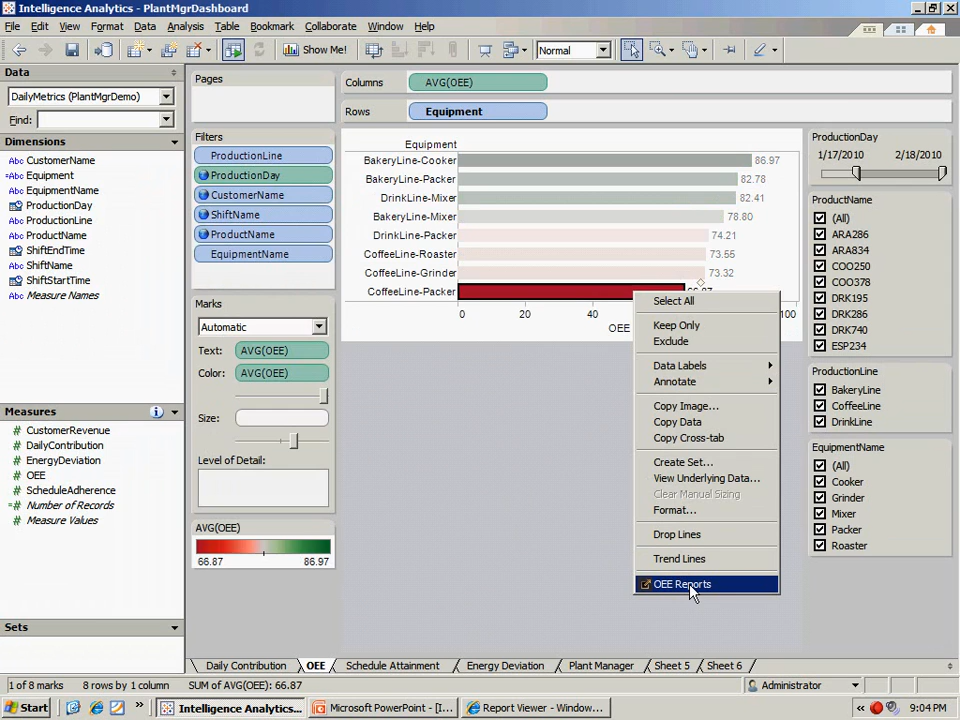 Intelligence Analytics - PlantMgrDashboard
File Edit View Format Data Analysis Table Bookmark Collaborate Window Help
Show Me! Normal
Data
DailyMetrics (PlantMgrDemo)
Find:
Dimensions
Abc CustomerName
Abc Equipment
Abc EquipmentName
ProductionDay
Abc ProductionLine
Abc ProductName
ShiftEndTime
Abc ShiftName
ShiftStartTime
Abc Measure Names
Measures
# CustomerRevenue
# DailyContribution
# EnergyDeviation
# OEE
# ScheduleAdherence
# Number of Records
# Measure Values
Sets
Pages
Filters
ProductionLine
ProductionDay
CustomerName
ShiftName
ProductName
EquipmentName
Marks
Automatic
Text: AVG(OEE)
Color: AVG(OEE)
Size:
Level of Detail:
AVG(OEE)
66.87 86.97
Columns AVG(OEE)
Rows Equipment
Equipment
BakeryLine-Cooker 86.97
BakeryLine-Packer 82.78
DrinkLine-Mixer 82.41
BakeryLine-Mixer 78.80
DrinkLine-Packer 74.21
CoffeeLine-Roaster 73.55
CoffeeLine-Grinder 73.32
CoffeeLine-Packer
0 20 40 100
OEE
Select All
Keep Only
Exclude
Data Labels
Annotate
Copy Image...
Copy Data
Copy Cross-tab
Create Set...
View Underlying Data...
Clear Manual Sizing
Format...
Drop Lines
Trend Lines
OEE Reports
ProductionDay
1/17/2010 2/18/2010
ProductName
(All)
ARA286
ARA834
COO250
COO378
DRK195
DRK286
DRK740
ESP234
ProductionLine
BakeryLine
CoffeeLine
DrinkLine
EquipmentName
(All)
Cooker
Grinder
Mixer
Packer
Roaster
Daily Contribution OEE Schedule Attainment Energy Deviation Plant Manager Sheet 5 Sheet 6
1 of 8 marks 8 rows by 1 column SUM of AVG(OEE): 66.87 Administrator
Start Intelligence Analytics... Microsoft PowerPoint - [I... Report Viewer - Window... 9:04 PM